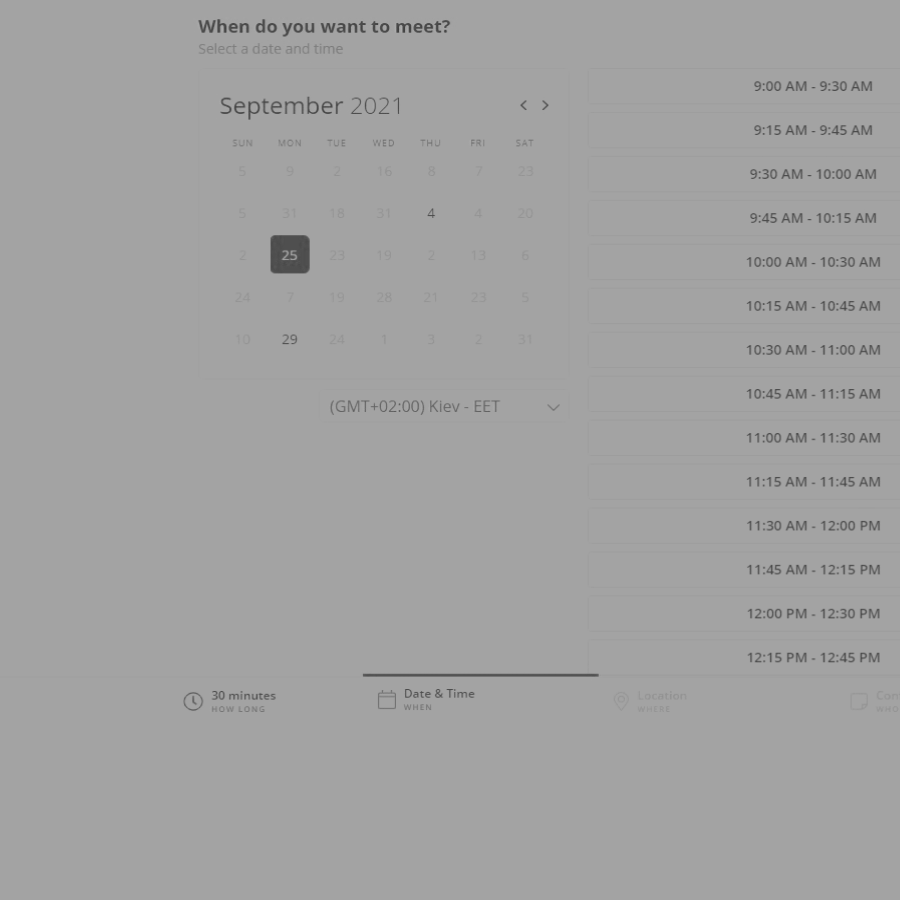 When do you want to meet?
Select a date and time
September 2021
SUN MON TUE WED THU FRI SAT
5 9 2 16 8 7 23
5 31 18 31 4 4 20
2 25 23 19 2 13 6
24 7 19 28 21 23 5
10 29 24 1 3 2 31
(GMT+02:00) Kiev - EET
9:00 AM - 9:30 AM
9:15 AM - 9:45 AM
9:30 AM - 10:00 AM
9:45 AM - 10:15 AM
10:00 AM - 10:30 AM
10:15 AM - 10:45 AM
10:30 AM - 11:00 AM
10:45 AM - 11:15 AM
11:00 AM - 11:30 AM
11:15 AM - 11:45 AM
11:30 AM - 12:00 PM
11:45 AM - 12:15 PM
12:00 PM - 12:30 PM
12:15 PM - 12:45 PM
30 minutes
HOW LONG
Date & Time
WHEN
Location
WHERE